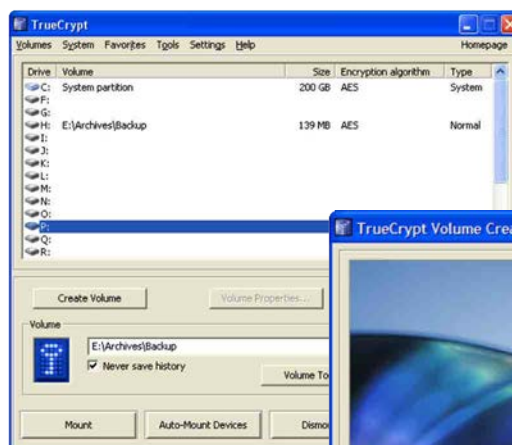 TrueCrypt
Volumes System Favorites Tools Settings Help Homepage
Drive Volume Size Encryption algorithm Type
C: System partition 200 GB AES System
F:
G:
H: E:\Archives\Backup 139 MB AES Normal
I:
J:
K:
L:
M:
N:
O:
P:
Q:
R:
TrueCrypt Volume Crea
Create Volume Volume Properties...
Volume
E:\Archives\Backup
Never save history
Volume To
Mount Auto-Mount Devices Dismo